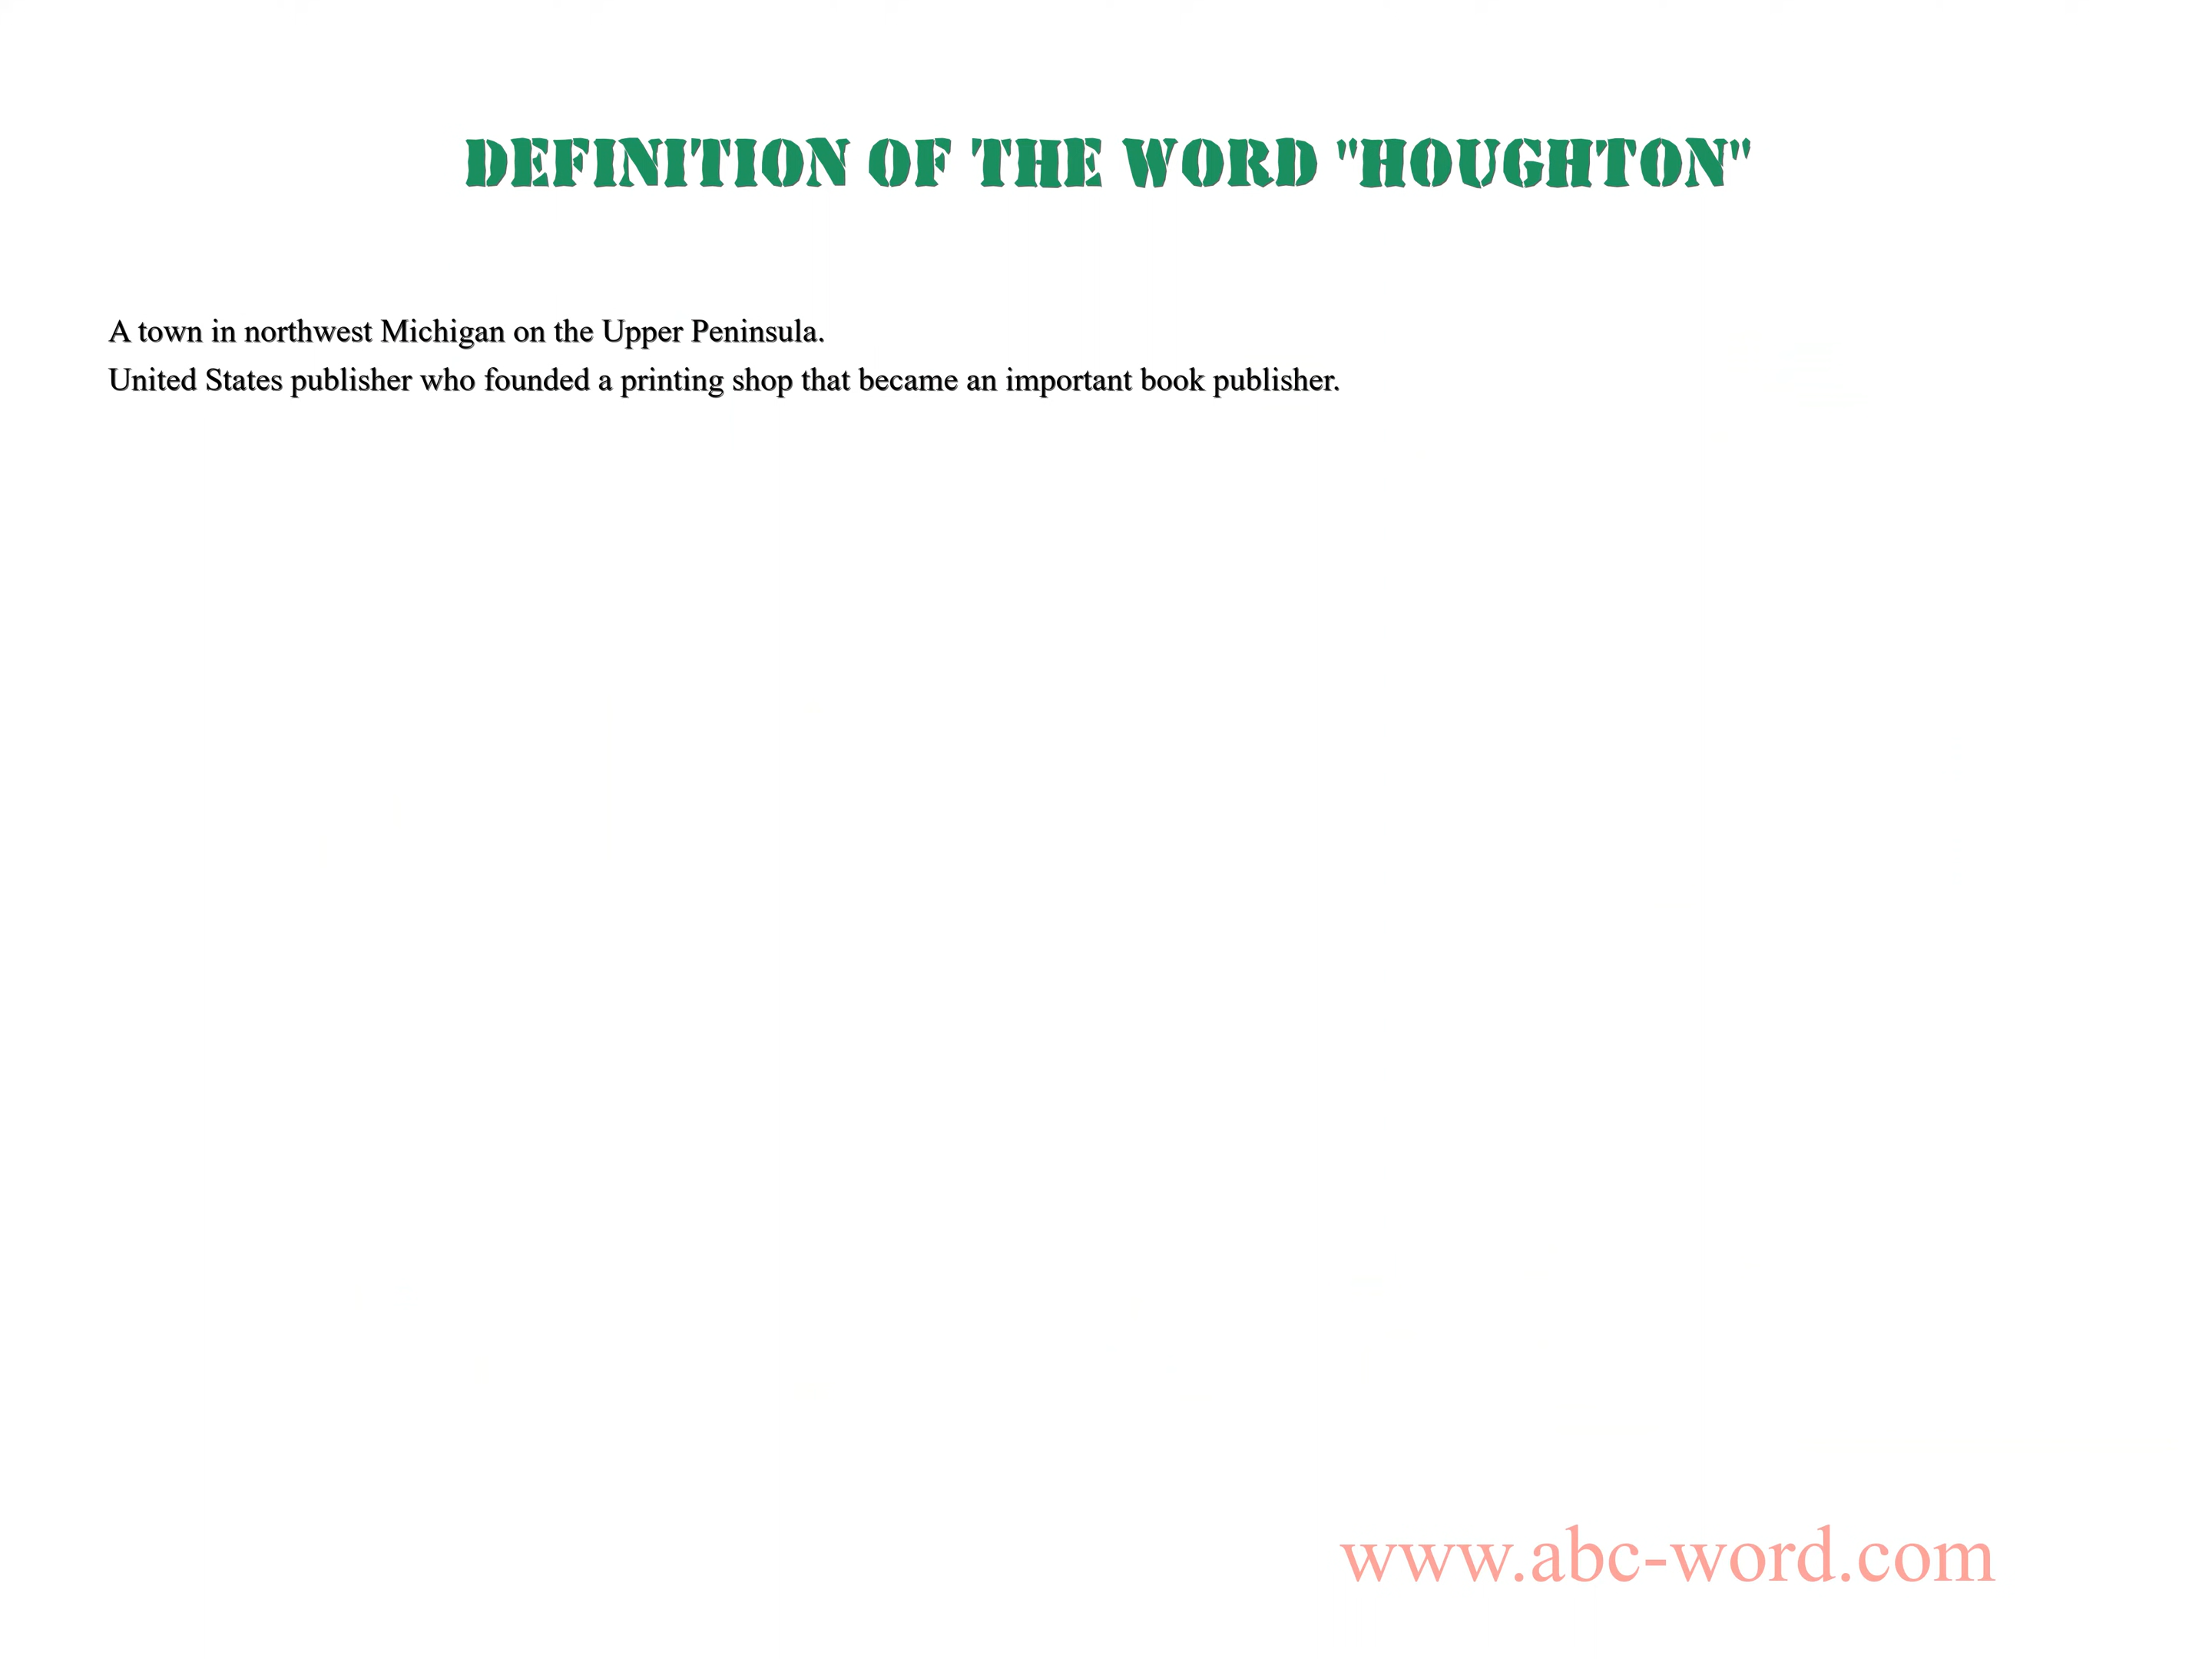 DEFINITION OF THE WORD "HOUGHTON"
A town in northwest Michigan on the Upper Peninsula.
United States publisher who founded a printing shop that became an important book publisher.
www.abc-word.com